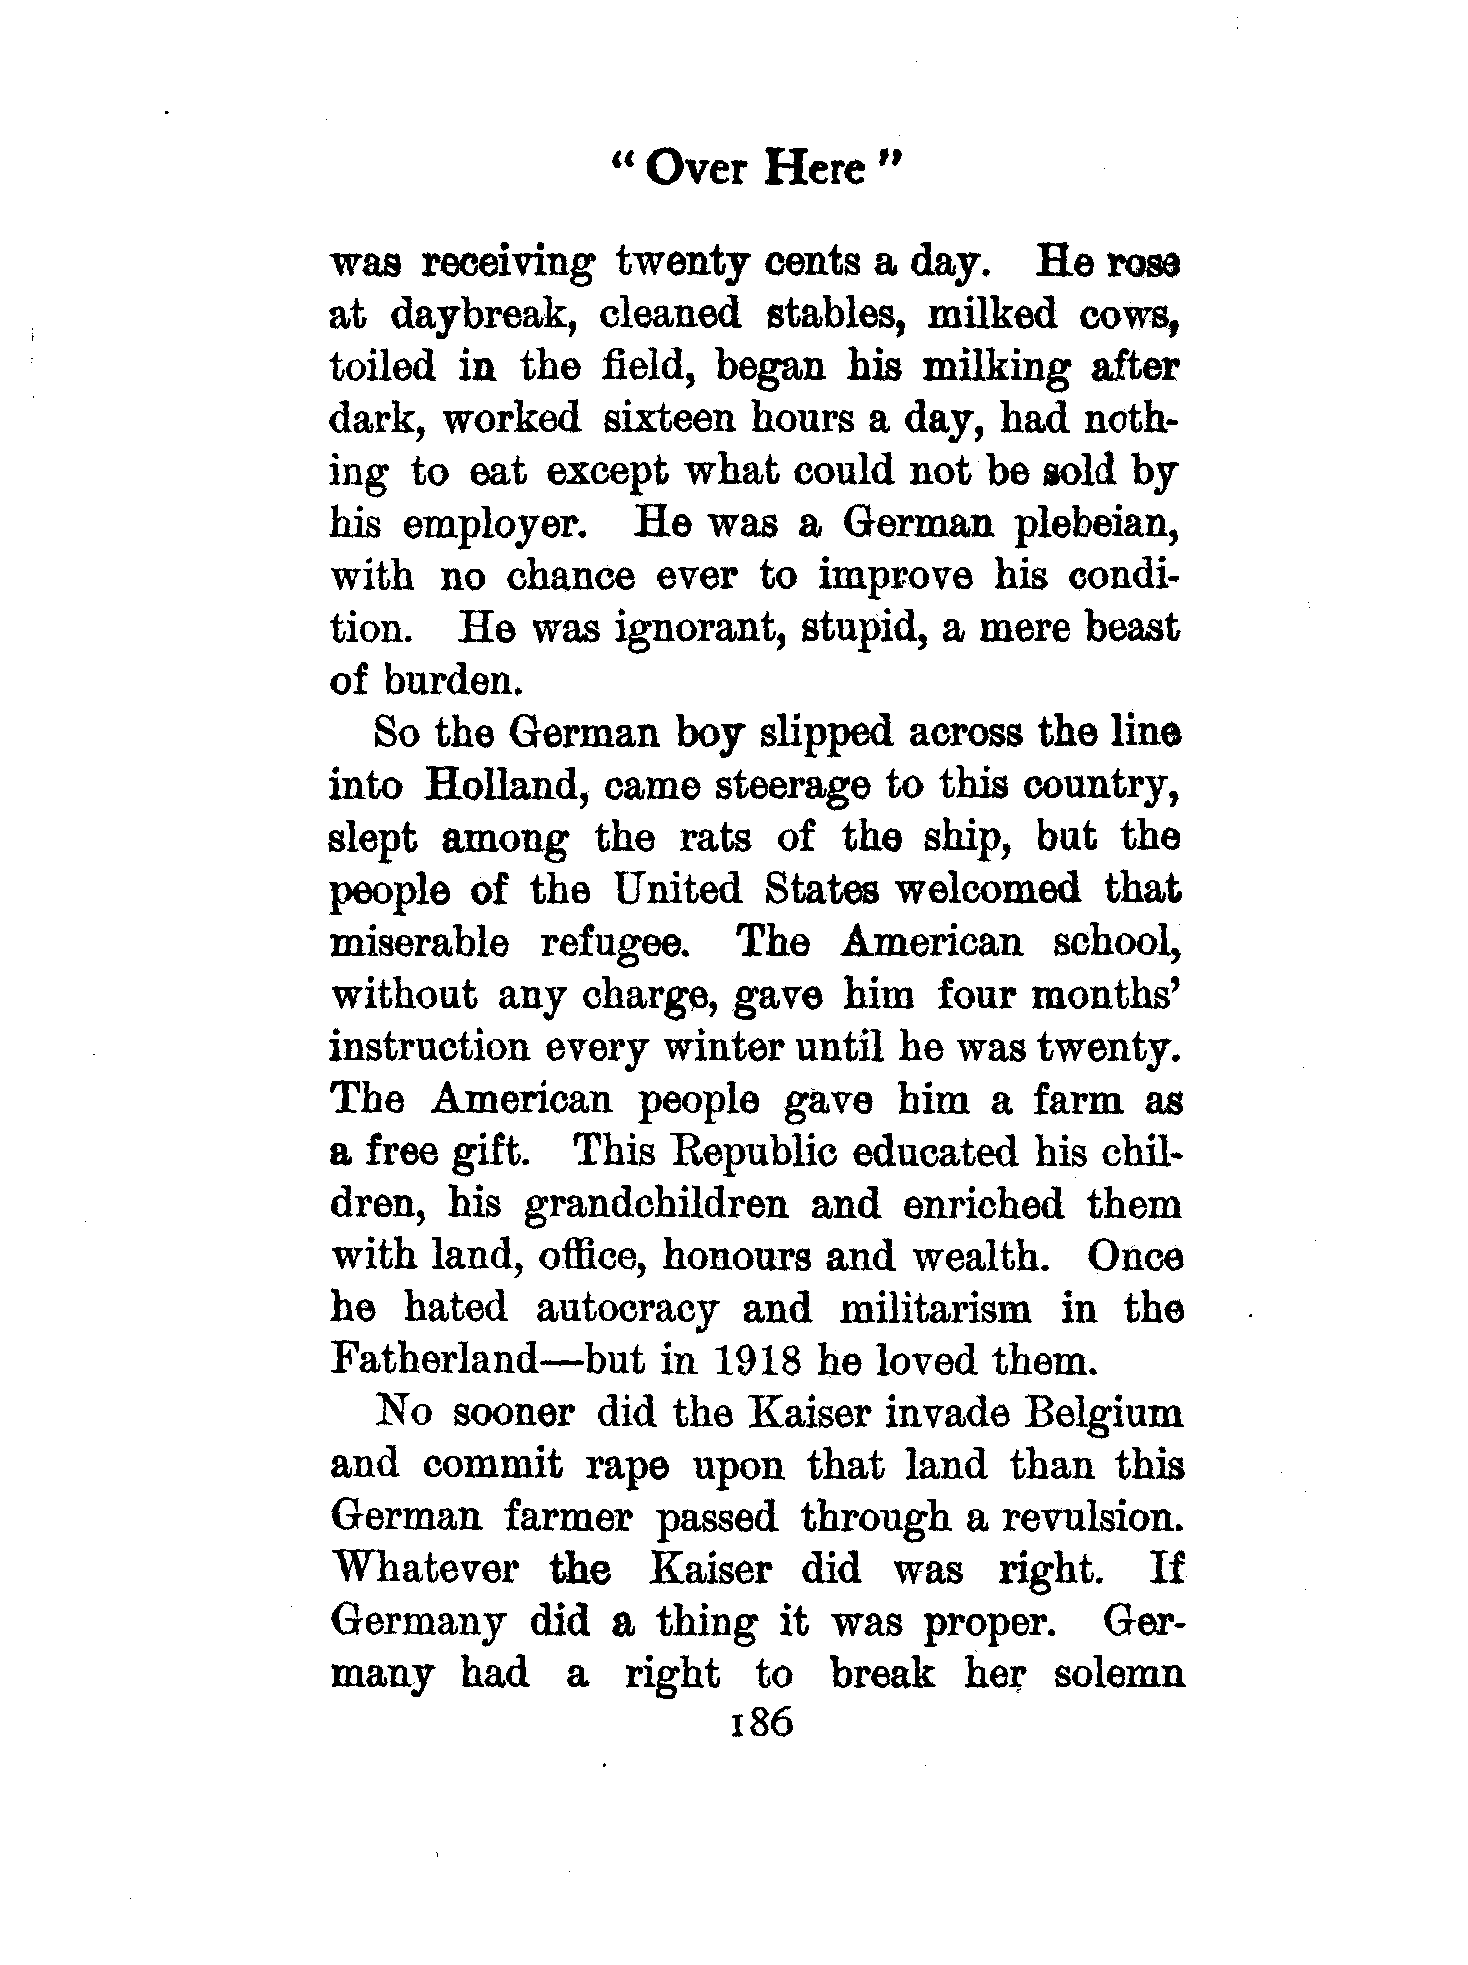 “ Over Here ”
was receiving twenty cents a day. He rose
at daybreak, cleaned stables, milked cows,
toiled in the field, began his milking after
dark, worked sixteen hours a day, had noth-
ing to eat except what could not be sold by
his employer. He was a German plebeian,
with no chance ever to improve his condi-
tion. He was ignorant, stupid, a mere beast
of burden.
So the German boy slipped across the line
into Holland, came steerage to this country,
slept among the rats of the ship, but the
people of the United States welcomed that
miserable refugee. The American school,
without any charge, gave him four months’
instruction every winter until he was twenty.
The American people gave him a farm as
a free gift. This Republic educated his chil-
dren, his grandchildren and enriched them
with land, office, honours and wealth. Once
he hated autocracy and militarism in the
Fatherland—but in 1918 he loved them.
No sooner did the Kaiser invade Belgium
and commit rape upon that land than this
German farmer passed through a revulsion.
Whatever the Kaiser did was right. If
Germany did a thing it was proper. Ger-
many had a right to break her solemn
186